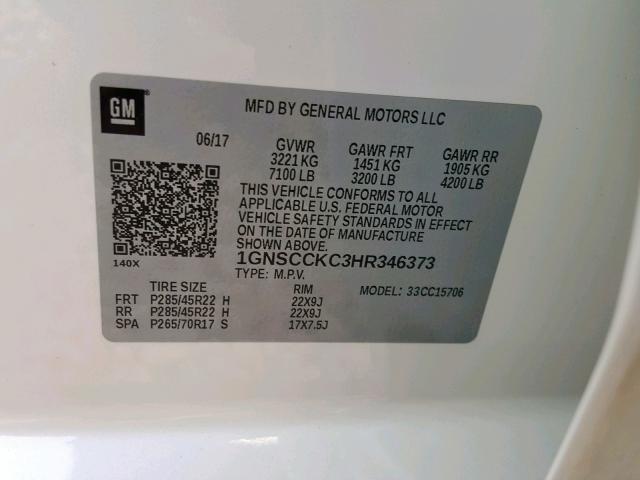 GM®
MFD BY GENERAL MOTORS LLC
06/17 GVWR GAWR FRT GAWR RR
3221 KG 1451 KG 1905 KG
7100 LB 3200 LB 4200 LB
THIS VEHICLE CONFORMS TO ALL
APPLICABLE U.S. FEDERAL MOTOR
VEHICLE SAFETY STANDARDS IN EFFECT
ON THE DATE OF MANUFACTURE
SHOWN ABOVE.
140X
1GNSCCKC3HR346373
TYPE: M.P.V. MODEL: 33CC15706
TIRE SIZE RIM
FRT P285/45R22 H 22X9J
RR P285/45R22 H 22X9J
SPA P265/70R17 S 17X7.5J